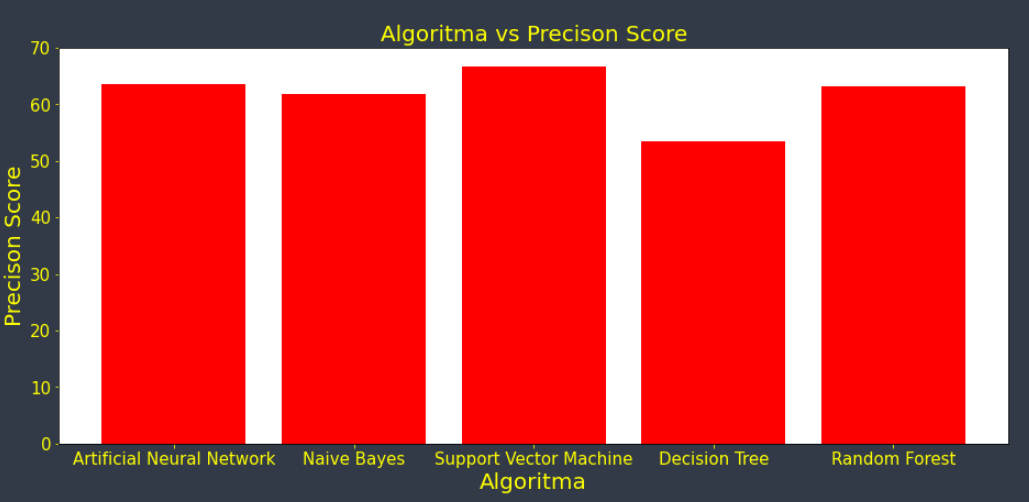 Algoritma vs Precison Score
Precison Score
70
60
50
40
30
20
10
0
Artificial Neural Network Naive Bayes Support Vector Machine Decision Tree Random Forest
Algoritma